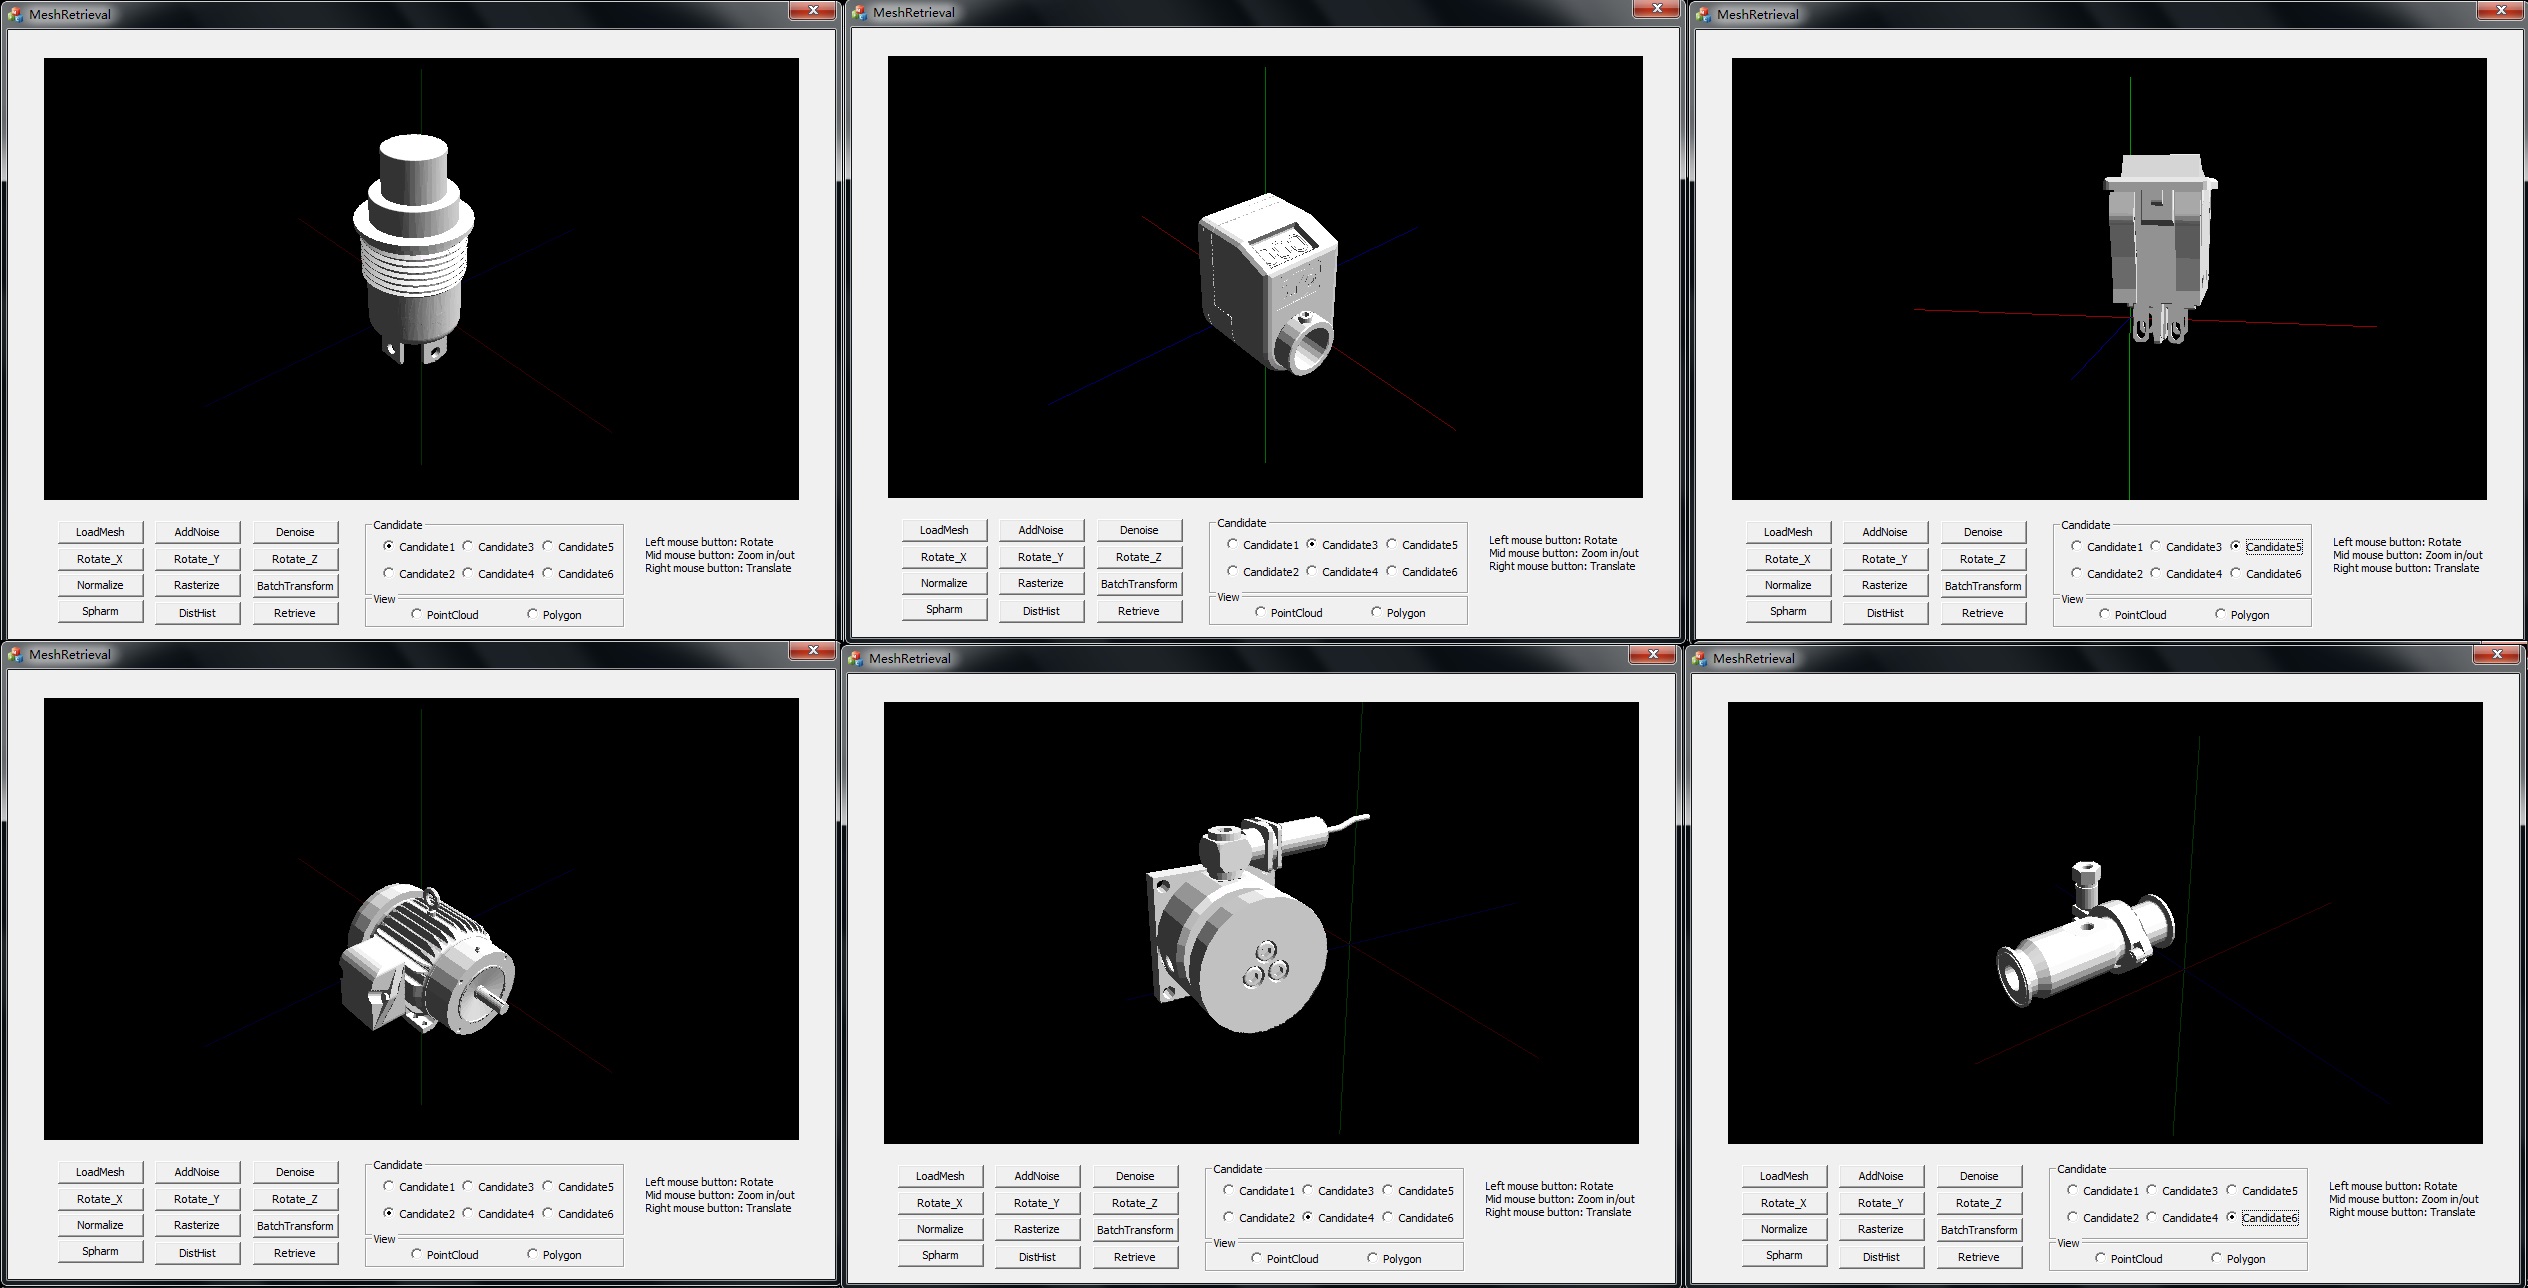 MeshRetrieval
LoadMesh AddNoise Denoise
Rotate_X Rotate_Y Rotate_Z
Normalize Rasterize BatchTransform
Spharm DistHist Retrieve
Candidate
Candidate1 Candidate3 Candidate5
Candidate2 Candidate4 Candidate6
View
PointCloud Polygon
Left mouse button: Rotate
Mid mouse button: Zoom in/out
Right mouse button: Translate
MeshRetrieval
LoadMesh AddNoise Denoise
Rotate_X Rotate_Y Rotate_Z
Normalize Rasterize BatchTransform
Spharm DistHist Retrieve
Candidate
Candidate1 Candidate3 Candidate5
Candidate2 Candidate4 Candidate6
View
PointCloud Polygon
Left mouse button: Rotate
Mid mouse button: Zoom in/out
Right mouse button: Translate
MeshRetrieval
LoadMesh AddNoise Denoise
Rotate_X Rotate_Y Rotate_Z
Normalize Rasterize BatchTransform
Spharm DistHist Retrieve
Candidate
Candidate1 Candidate3 Candidate5
Candidate2 Candidate4 Candidate6
View
PointCloud Polygon
Left mouse button: Rotate
Mid mouse button: Zoom in/out
Right mouse button: Translate
MeshRetrieval
LoadMesh AddNoise Denoise
Rotate_X Rotate_Y Rotate_Z
Normalize Rasterize BatchTransform
Spharm DistHist Retrieve
Candidate
Candidate1 Candidate3 Candidate5
Candidate2 Candidate4 Candidate6
View
PointCloud Polygon
Left mouse button: Rotate
Mid mouse button: Zoom in/out
Right mouse button: Translate
MeshRetrieval
LoadMesh AddNoise Denoise
Rotate_X Rotate_Y Rotate_Z
Normalize Rasterize BatchTransform
Spharm DistHist Retrieve
Candidate
Candidate1 Candidate3 Candidate5
Candidate2 Candidate4 Candidate6
View
PointCloud Polygon
Left mouse button: Rotate
Mid mouse button: Zoom in/out
Right mouse button: Translate
MeshRetrieval
LoadMesh AddNoise Denoise
Rotate_X Rotate_Y Rotate_Z
Normalize Rasterize BatchTransform
Spharm DistHist Retrieve
Candidate
Candidate1 Candidate3 Candidate5
Candidate2 Candidate4 Candidate6
View
PointCloud Polygon
Left mouse button: Rotate
Mid mouse button: Zoom in/out
Right mouse button: Translate